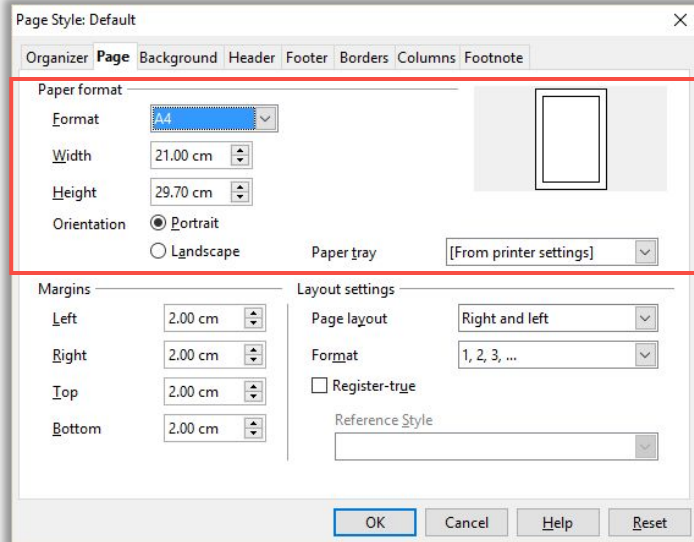 Page Style: Default
Organizer Page Background Header Footer Borders Columns Footnote
Paper format
Format A4
Width 21.00 cm
Height 29.70 cm
Orientation Portrait
Landscape Paper tray [From printer settings]
Margins Layout settings
Left 2.00 cm Page layout Right and left
Right 2.00 cm Format 1, 2, 3, ...
Top 2.00 cm Register-true
Bottom 2.00 cm Reference Style
OK Cancel Help Reset